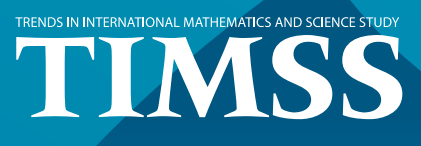 TRENDS IN INTERNATIONAL MATHEMATICS AND SCIENCE STUDY
TIMSS